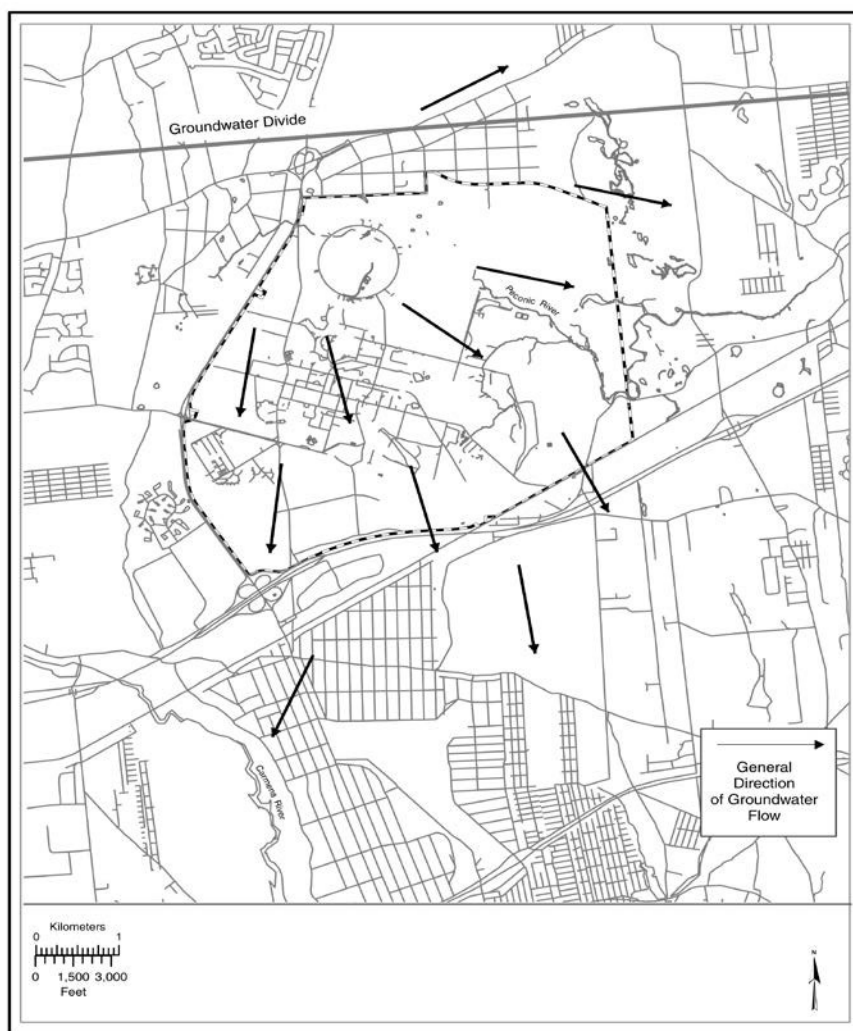 Groundwater Divide
Peconic River
Carmans River
General
Direction
of Groundwater
Flow
Kilometers
0 1
0 1,500 3,000
Feet
N